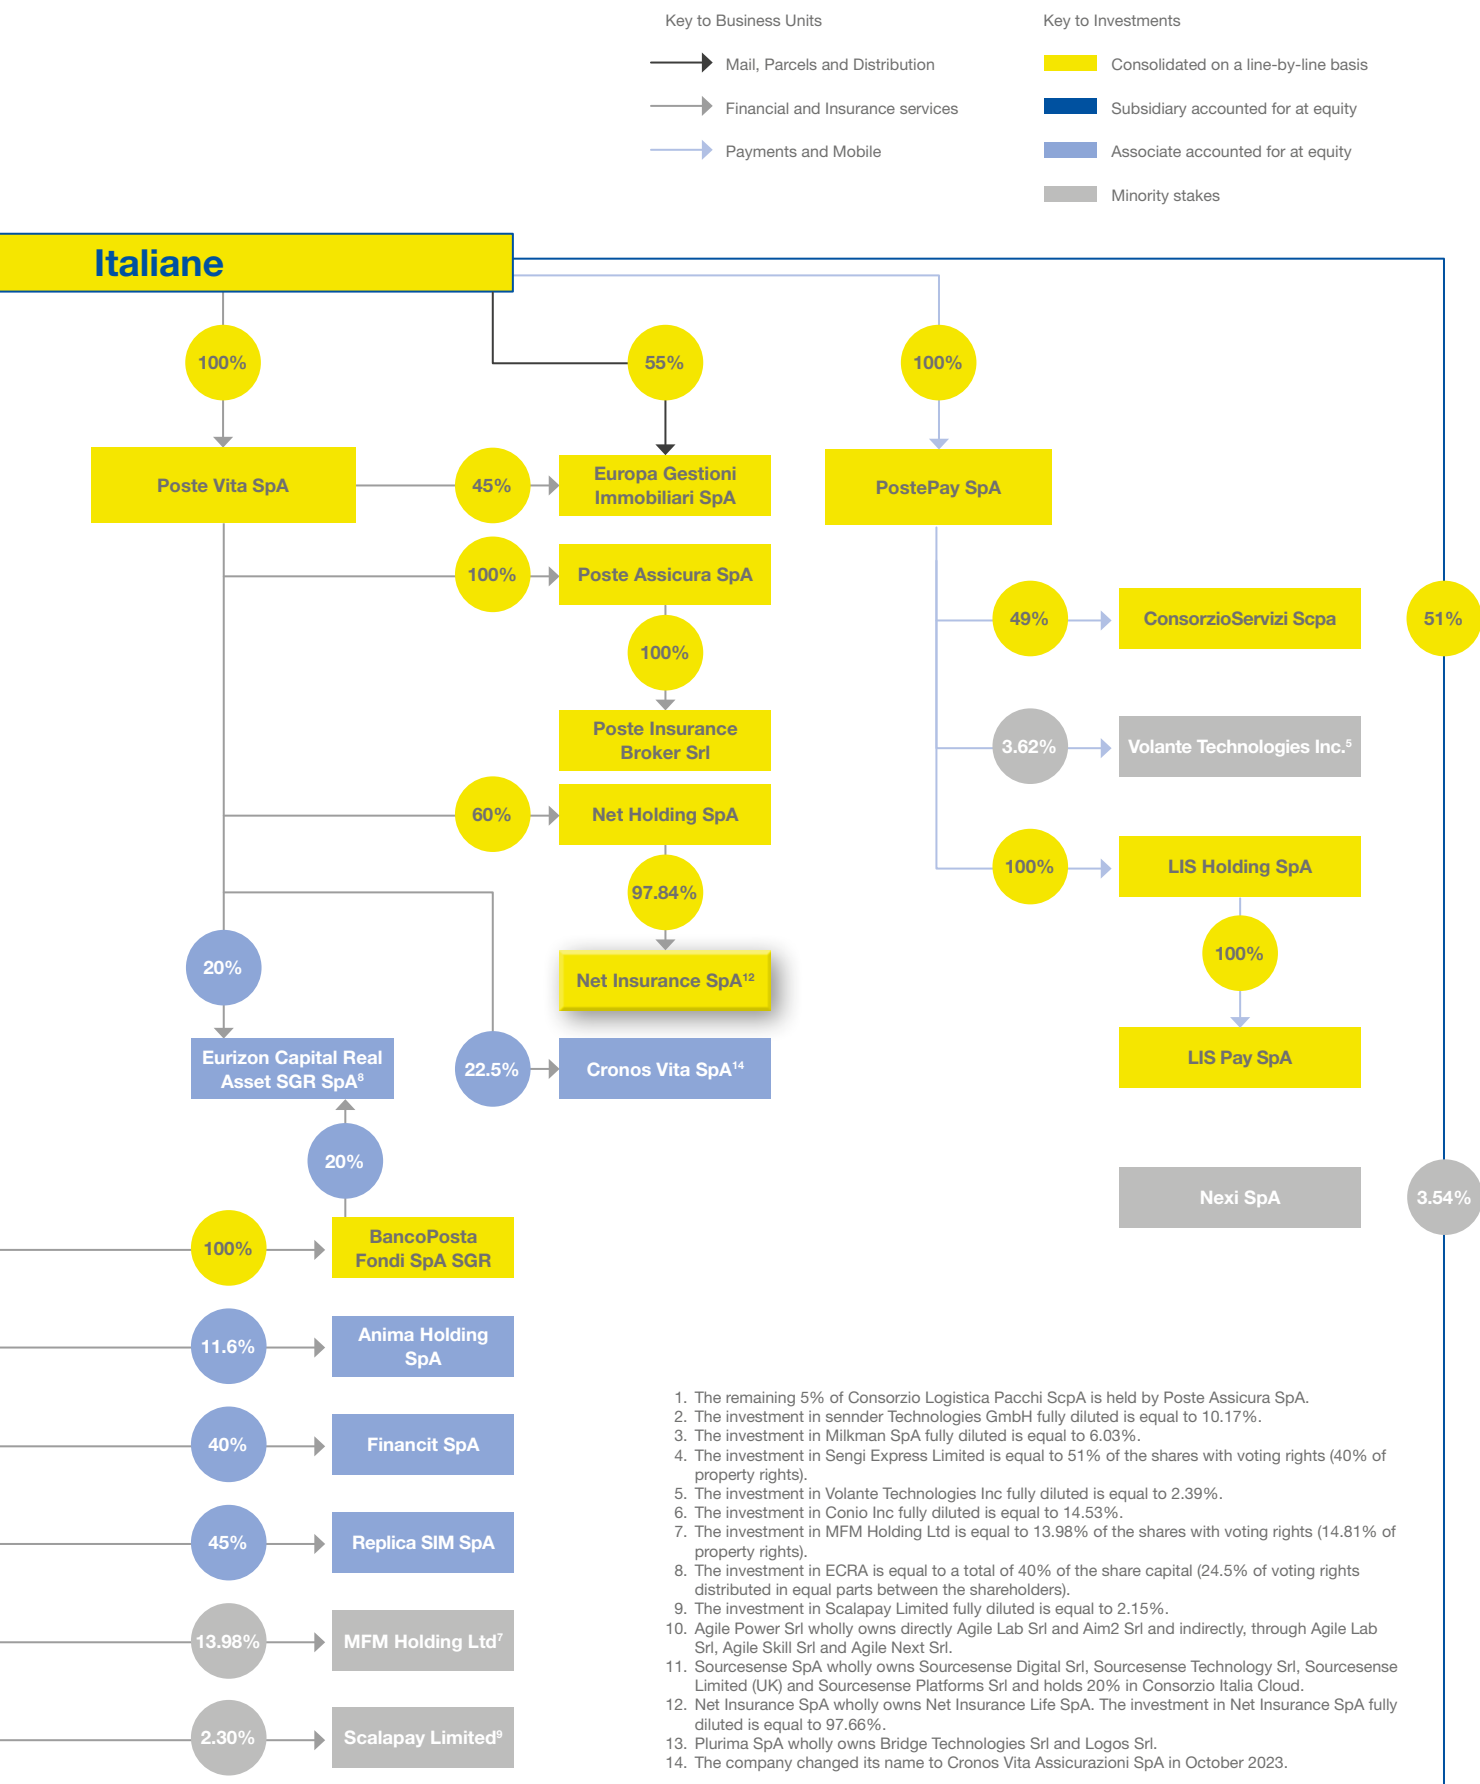 Key to Business Units
Mail, Parcels and Distribution
Financial and Insurance services
Payments and Mobile
Key to Investments
Consolidated on a line-by-line basis
Subsidiary accounted for at equity
Associate accounted for at equity
Minority stakes
Italiane
100%
55%
100%
Poste Vita SpA
45%
Europa Gestioni
Immobiliari SpA
PostePay SpA
100%
Poste Assicura SpA
49%
ConsorzioServizi Scpa
51%
100%
Poste Insurance
Broker Srl
3.62%
Volante Technologies Inc.5
60%
Net Holding SpA
100%
LIS Holding SpA
97.84%
20%
Net Insurance SpA12
100%
Eurizon Capital Real
Asset SGR SpA8
22.5%
Cronos Vita SpA14
LIS Pay SpA
20%
Nexi SpA
3.54%
100%
BancoPosta
Fondi SpA SGR
11.6%
Anima Holding
SpA
40%
Financit SpA
45%
Replica SIM SpA
13.98%
MFM Holding Ltd7
2.30%
Scalapay Limited9
1. The remaining 5% of Consorzio Logistica Pacchi ScpA is held by Poste Assicura SpA.
2. The investment in sennder Technologies GmbH fully diluted is equal to 10.17%.
3. The investment in Milkman SpA fully diluted is equal to 6.03%.
4. The investment in Sengi Express Limited is equal to 51% of the shares with voting rights (40% of
property rights).
5. The investment in Volante Technologies Inc fully diluted is equal to 2.39%.
6. The investment in Conio Inc fully diluted is equal to 14.53%.
7. The investment in MFM Holding Ltd is equal to 13.98% of the shares with voting rights (14.81% of
property rights).
8. The investment in ECRA is equal to a total of 40% of the share capital (24.5% of voting rights
distributed in equal parts between the shareholders).
9. The investment in Scalapay Limited fully diluted is equal to 2.15%.
10. Agile Power Srl wholly owns directly Agile Lab Srl and Aim2 Srl and indirectly, through Agile Lab
Srl, Agile Skill Srl and Agile Next Srl.
11. Sourcesense SpA wholly owns Sourcesense Digital Srl, Sourcesense Technology Srl, Sourcesense
Limited (UK) and Sourcesense Platforms Srl and holds 20% in Consorzio Italia Cloud.
12. Net Insurance SpA wholly owns Net Insurance Life SpA. The investment in Net Insurance SpA fully
diluted is equal to 97.66%.
13. Plurima SpA wholly owns Bridge Technologies Srl and Logos Srl.
14. The company changed its name to Cronos Vita Assicurazioni SpA in October 2023.